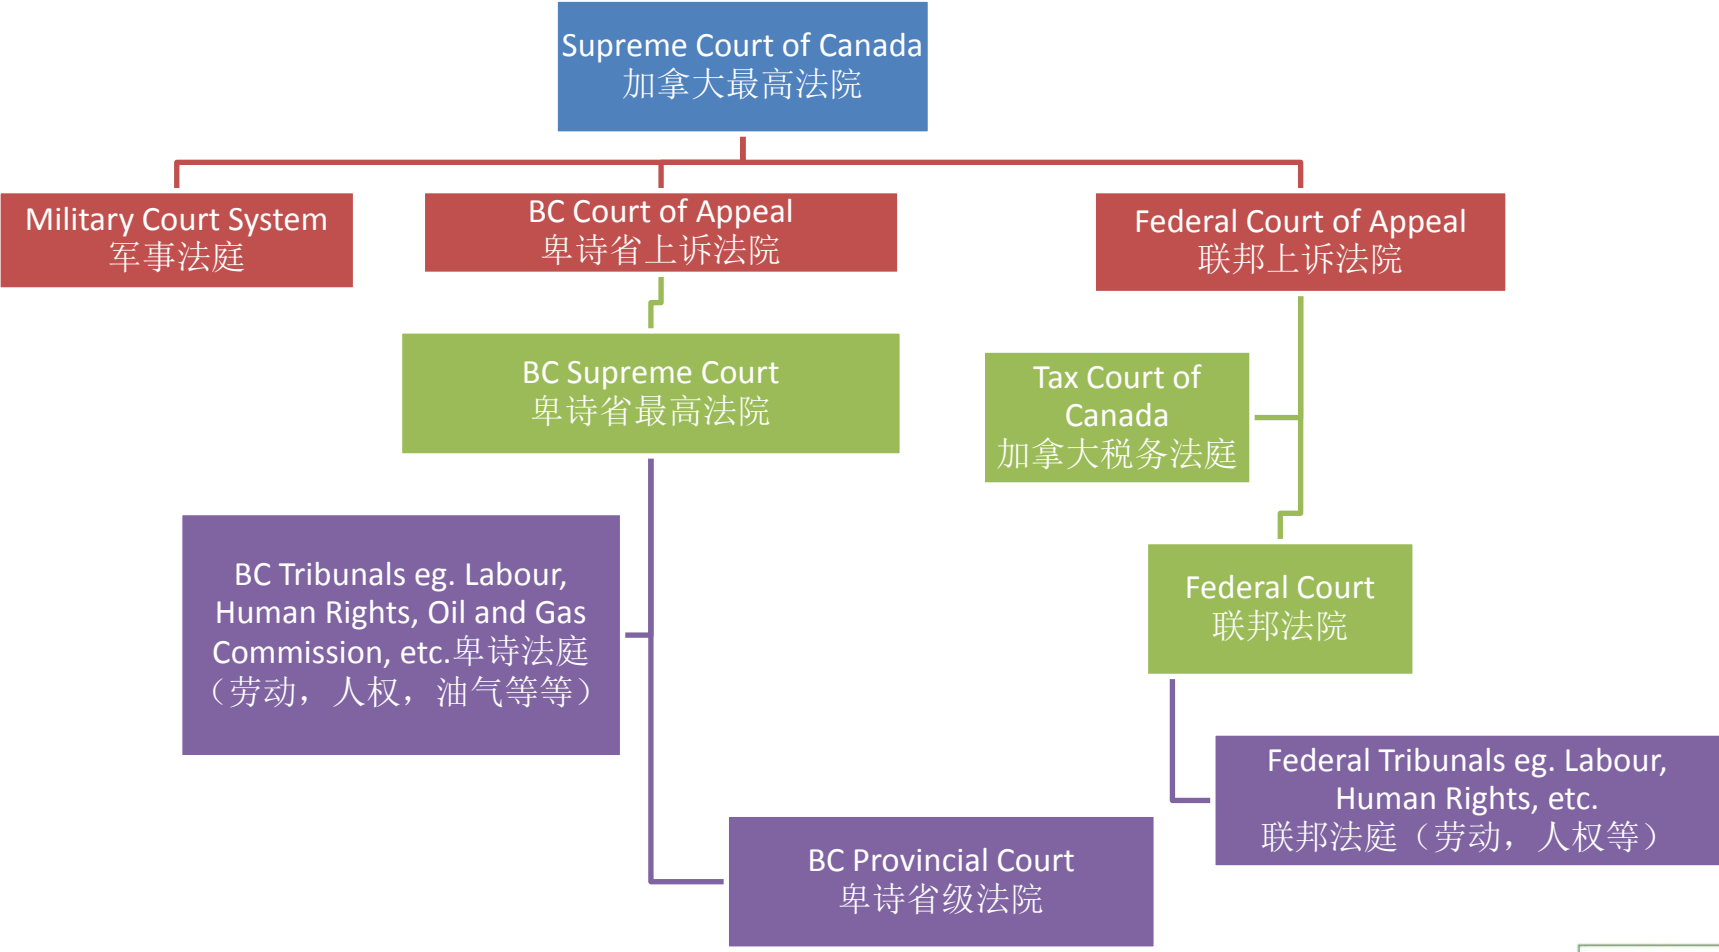 Supreme Court of Canada
加拿大最高法院
Military Court System
军事法庭
BC Court of Appeal
卑诗省上诉法院
Federal Court of Appeal
联邦上诉法院
BC Supreme Court
卑诗省最高法院
Tax Court of
Canada
加拿大税务法庭
BC Tribunals eg. Labour,
Human Rights, Oil and Gas
Commission, etc.卑诗法庭
（劳动，人权，油气等等）
Federal Court
联邦法院
Federal Tribunals eg. Labour,
Human Rights, etc.
联邦法庭（劳动，人权等）
BC Provincial Court
卑诗省级法院